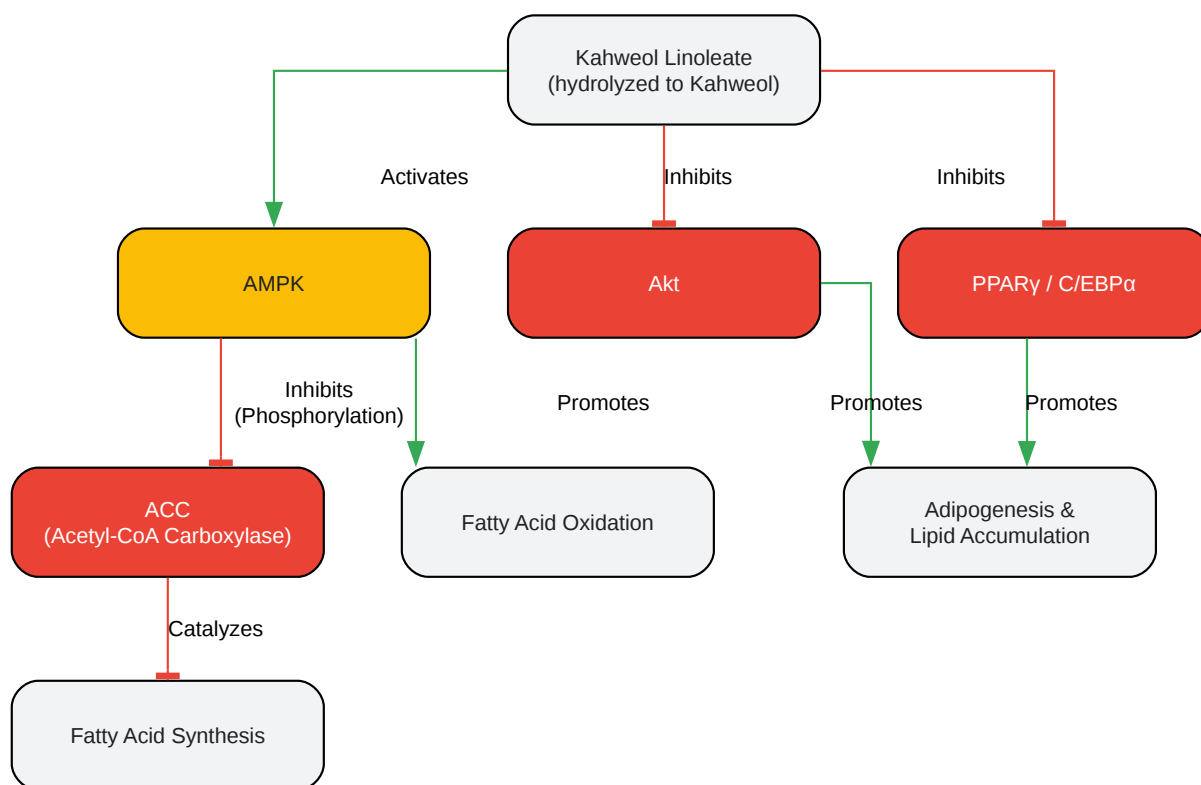 Kahweol Linoleate
(hydrolyzed to Kahweol)
Activates
Inhibits
Inhibits
AMPK
Akt
PPARγ / C/EBPα
Inhibits
(Phosphorylation)
Promotes
Promotes
Promotes
ACC
(Acetyl-CoA Carboxylase)
Fatty Acid Oxidation
Adipogenesis &
Lipid Accumulation
Catalyzes
Fatty Acid Synthesis